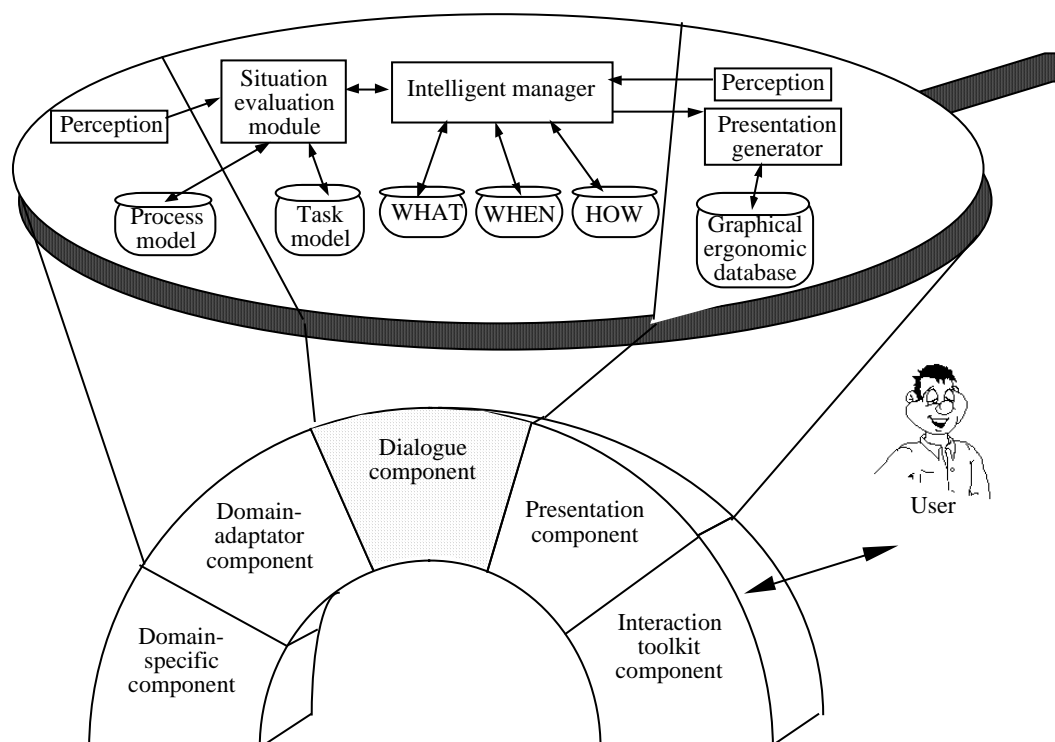 Perception
Situation
evaluation
module
Intelligent manager
Perception
Presentation
generator
Process
model
Task
model
WHAT
WHEN
HOW
Graphical
ergonomic
database
Dialogue
component
Domain-
adaptator
component
Presentation
component
Domain-
specific
component
Interaction
toolkit
component
User